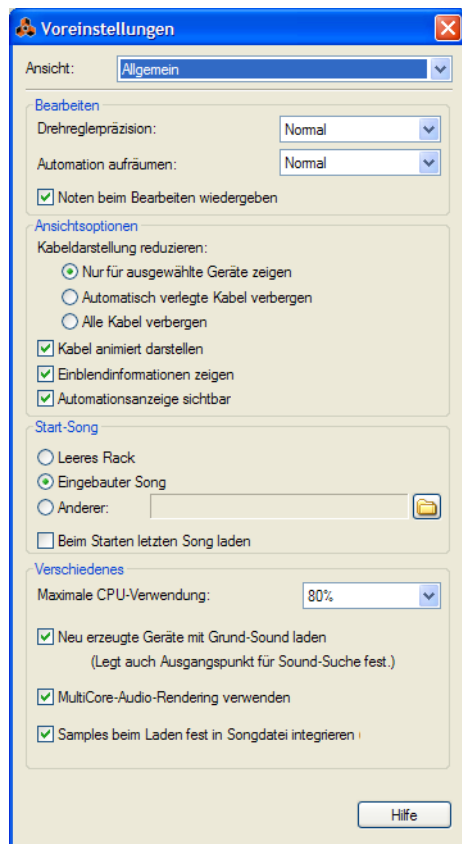 Voreinstellungen
Ansicht: Allgemein
Bearbeiten
Drehreglerpräzision: Normal
Automation aufräumen: Normal
Noten beim Bearbeiten wiedergeben
Ansichtsoptionen
Kabeldarstellung reduzieren:
Nur für ausgewählte Geräte zeigen
Automatisch verlegte Kabel verbergen
Alle Kabel verbergen
Kabel animiert darstellen
Einblendinformationen zeigen
Automationsanzeige sichtbar
Start-Song
Leeres Rack
Eingebauter Song
Anderer:
Beim Starten letzten Song laden
Verschiedenes
Maximale CPU-Verwendung: 80%
Neu erzeugte Geräte mit Grund-Sound laden
(Legt auch Ausgangspunkt für Sound-Suche fest.)
MultiCore-Audio-Rendering verwenden
Samples beim Laden fest in Songdatei integrieren (
Hilfe